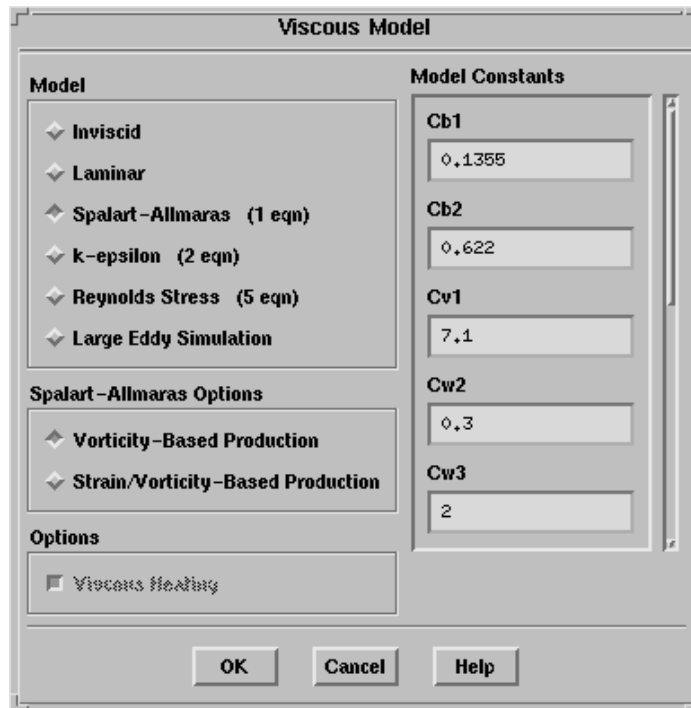 Viscous Model
Model
Inviscid
Laminar
Spalart-Allmaras (1 eqn)
k-epsilon (2 eqn)
Reynolds Stress (5 eqn)
Large Eddy Simulation
Spalart-Allmaras Options
Vorticity-Based Production
Strain/Vorticity-Based Production
Options
Viscous Heating
Model Constants
Cb1
0.1355
Cb2
0.622
Cv1
7.1
Cw2
0.3
Cw3
2
OK
Cancel
Help